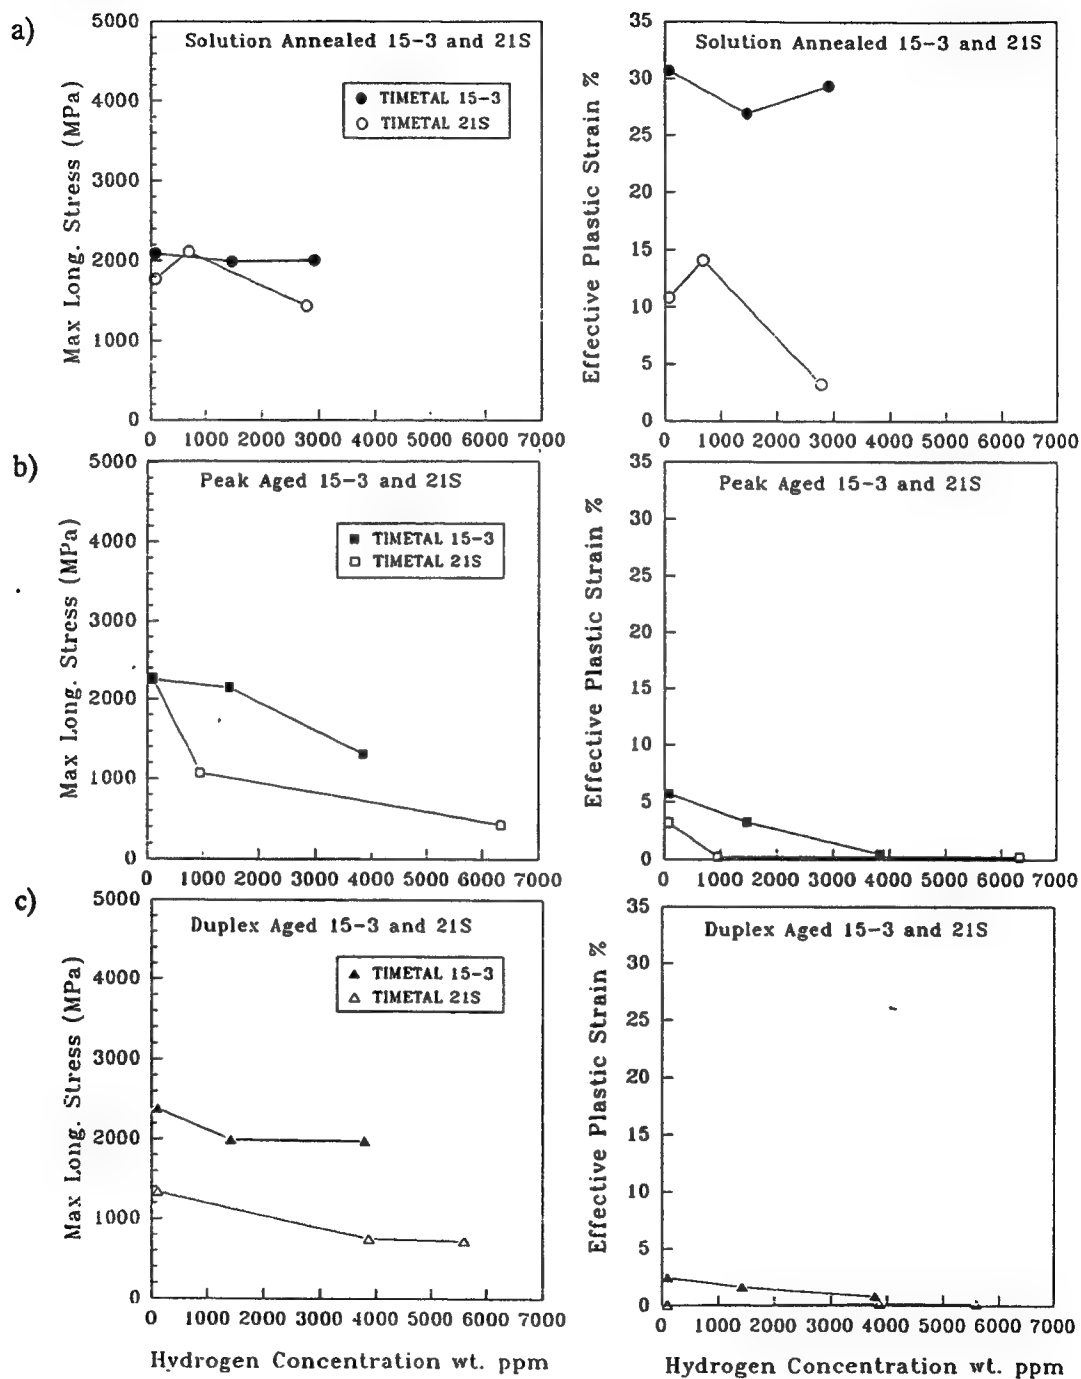 a)
Max Long. Stress (MPa)
5000
4000
3000
2000
1000
0
Solution Annealed 15-3 and 21S
TIMETAL 15-3
TIMETAL 21S
0 1000 2000 3000 4000 5000 6000 7000
Effective Plastic Strain %
35
30
25
20
15
10
5
0
Solution Annealed 15-3 and 21S
0 1000 2000 3000 4000 5000 6000 7000
b)
Max Long. Stress (MPa)
5000
4000
3000
2000
1000
0
Peak Aged 15-3 and 21S
TIMETAL 15-3
TIMETAL 21S
0 1000 2000 3000 4000 5000 6000 7000
Effective Plastic Strain %
35
30
25
20
15
10
5
0
Peak Aged 15-3 and 21S
0 1000 2000 3000 4000 5000 6000 7000
c)
Max Long. Stress (MPa)
5000
4000
3000
2000
1000
0
Duplex Aged 15-3 and 21S
TIMETAL 15-3
TIMETAL 21S
0 1000 2000 3000 4000 5000 6000 7000
Hydrogen Concentration wt. ppm
Effective Plastic Strain %
35
30
25
20
15
10
5
0
Duplex Aged 15-3 and 21S
0 1000 2000 3000 4000 5000 6000 7000
Hydrogen Concentration wt. ppm